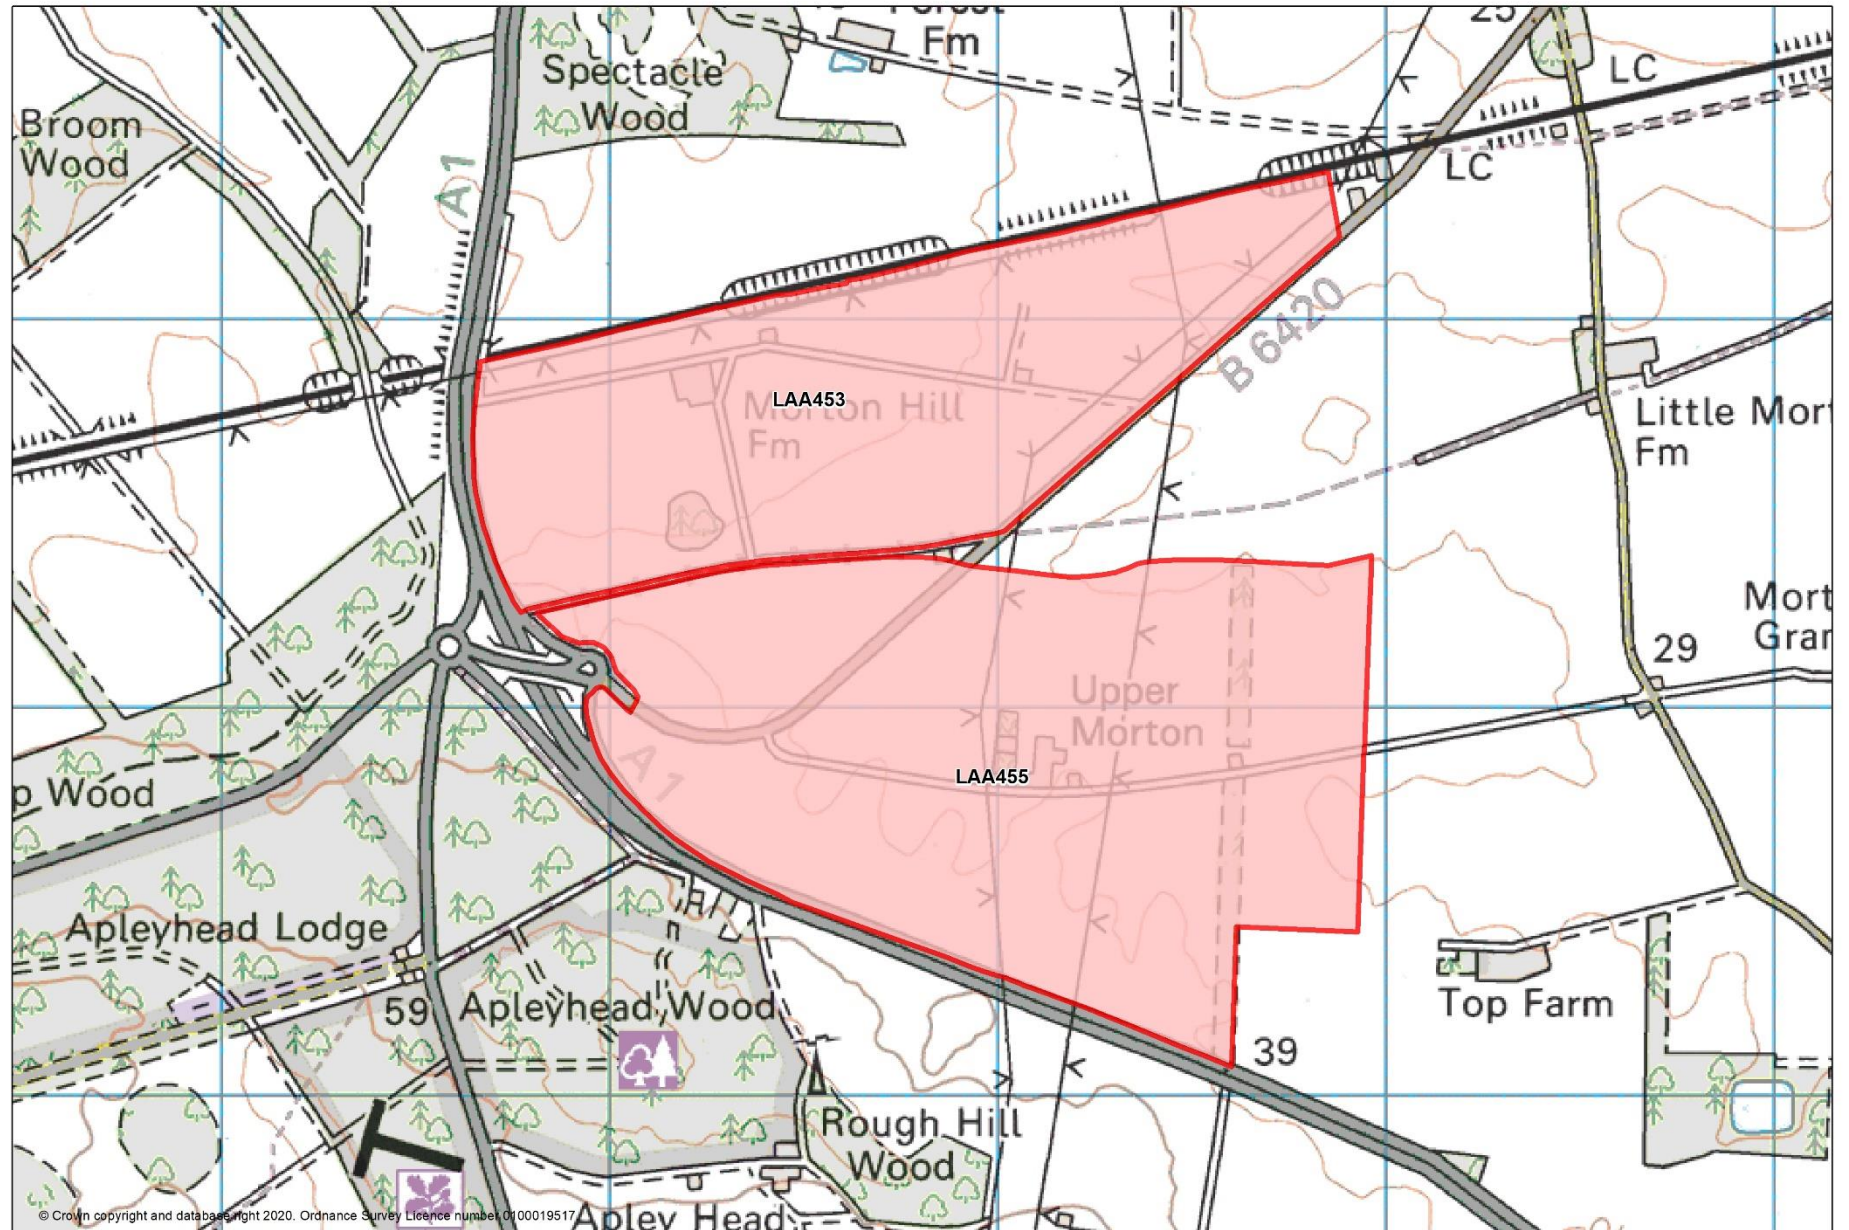 Forest
Fm
25
Spectacle
Wood
LC
Broom
Wood
A1
LC
B 6420
LAA453
Morton Hill
Fm
Little Mort
Fm
Mort
Gran
29
Upper
Morton
A 1
LAA455
p Wood
Apleyhead Lodge
59
Apleyhead Wood
Top Farm
39
Rough Hill
Wood
Apley Head
© Crown copyright and database right 2020. Ordnance Survey Licence number 0100019517